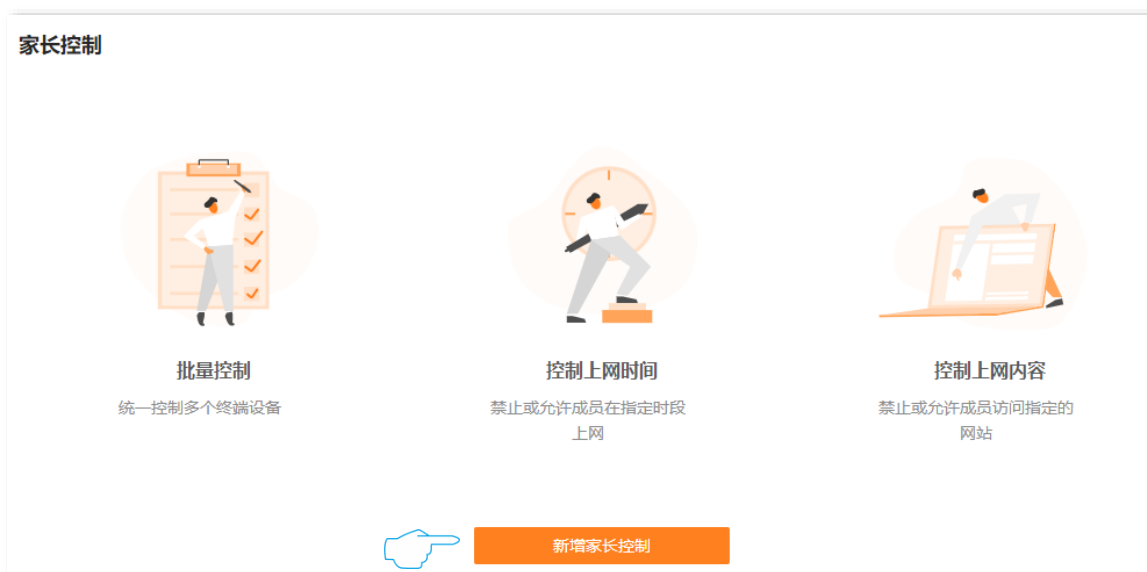 家长控制
批量控制
统一控制多个终端设备
控制上网时间
禁止或允许成员在指定时段
上网
控制上网内容
禁止或允许成员访问指定的
网站
新增家长控制